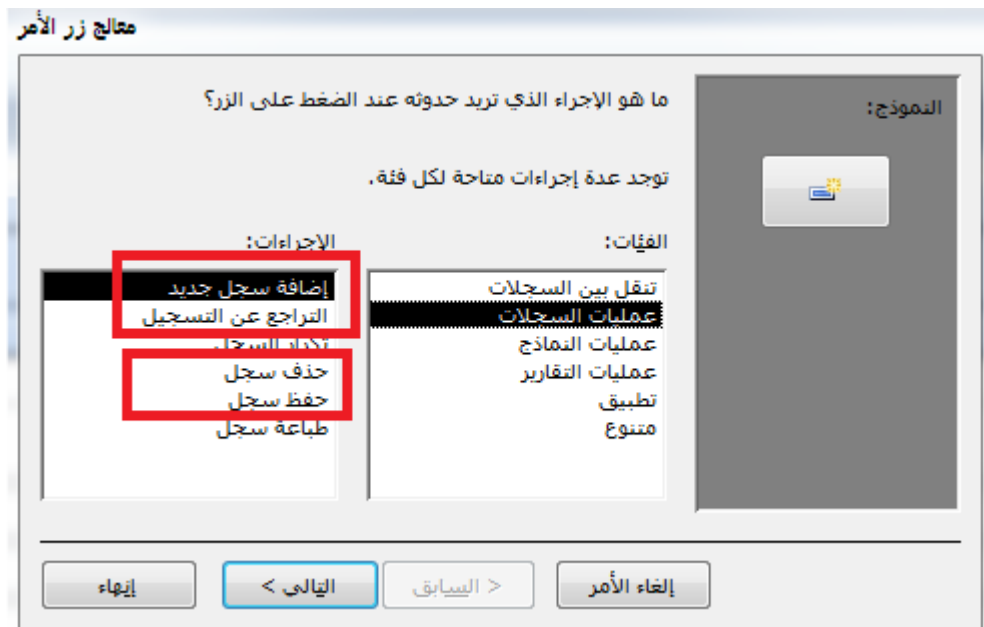 معالج زر الأمر
ما هو الإجراء الذي تريد حدوثه عند الضغط على الزر؟
توجد عدة إجراءات متاحة لكل فئة.
النموذج:
الفئات:
تنقل بين السجلات
عمليات السجلات
عمليات النماذج
عمليات التقارير
تطبيق
متنوع
الإجراءات:
إضافة سجل جديد
التراجع عن التسجيل
تكرار السجل
حذف سجل
حفظ سجل
طباعة سجل
إلغاء الأمر
< السابق
التالي >
إنهاء